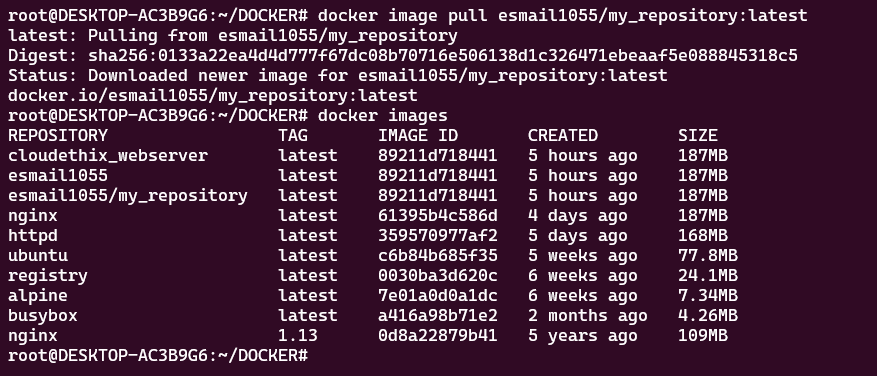 root@DESKTOP-AC3B9G6:~/DOCKER# docker image pull esmail1055/my_repository:latest
latest: Pulling from esmail1055/my_repository
Digest: sha256:0133a22ea4d4d777f67dc08b70716e506138d1c326471ebeaaf5e088845318c5
Status: Downloaded newer image for esmail1055/my_repository:latest
docker.io/esmail1055/my_repository:latest
root@DESKTOP-AC3B9G6:~/DOCKER# docker images
REPOSITORY                 TAG       IMAGE ID       CREATED        SIZE
cloudethix_webserver       latest    89211d718441   5 hours ago    187MB
esmail1055                 latest    89211d718441   5 hours ago    187MB
esmail1055/my_repository   latest    89211d718441   5 hours ago    187MB
nginx                      latest    61395b4c586d   4 days ago     187MB
httpd                      latest    359570977af2   5 days ago     168MB
ubuntu                     latest    c6b84b685f35   5 weeks ago    77.8MB
registry                   latest    0030ba3d620c   6 weeks ago    24.1MB
alpine                     latest    7e01a0d0a1dc   6 weeks ago    7.34MB
busybox                    latest    a416a98b71e2   2 months ago   4.26MB
nginx                      1.13      0d8a22879b41   5 years ago    109MB
root@DESKTOP-AC3B9G6:~/DOCKER#